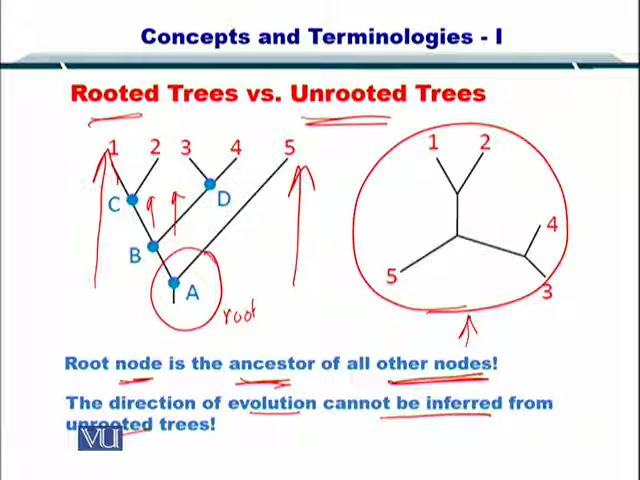 Concepts and Terminologies - I
Rooted Trees vs. Unrooted Trees
1 2 3 4 5
C D
B
A
root
1 2
4
5
3
Root node is the ancestor of all other nodes!
The direction of evolution cannot be inferred from
unrooted trees!
VU